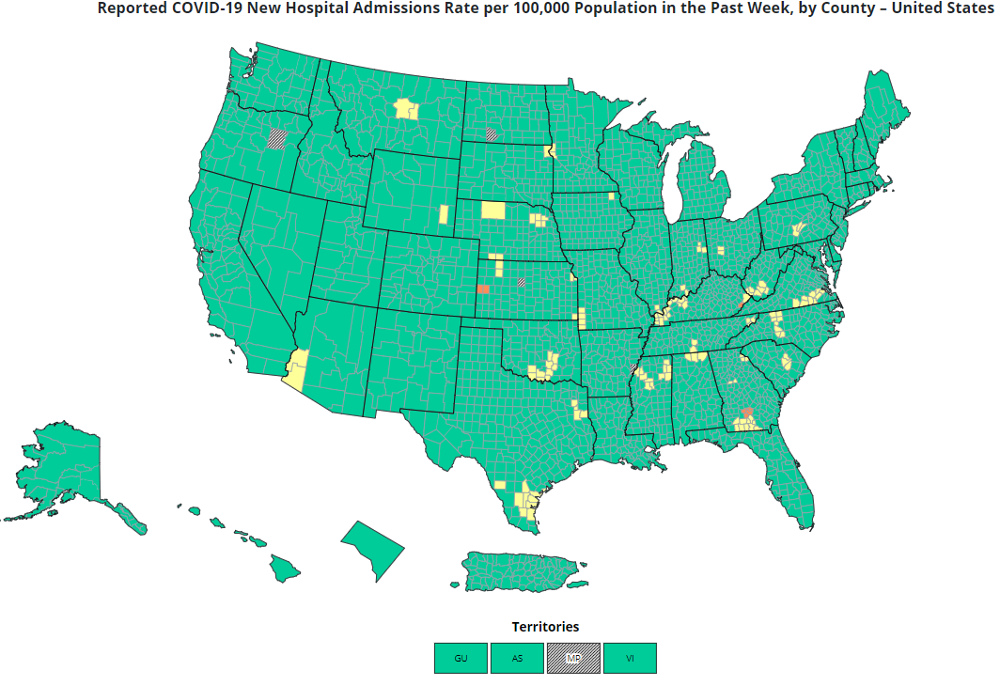 Reported COVID-19 New Hospital Admissions Rate per 100,000 Population in the Past Week, by County – United States
Territories
GU AS MP VI